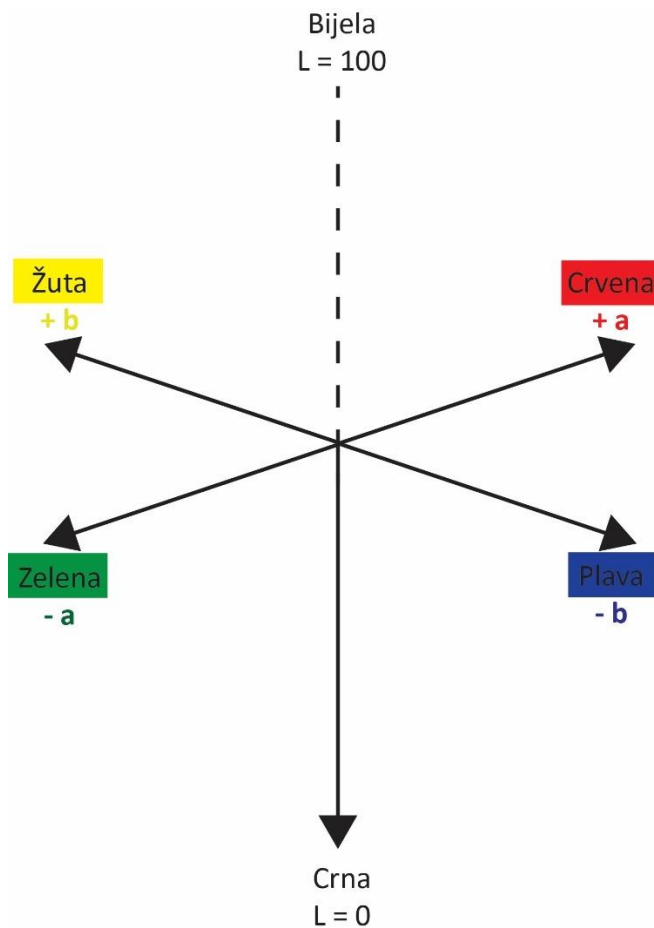 Bijela
L = 100
Žuta
+ b
Crvena
+ a
Zelena
- a
Plava
- b
Crna
L = 0